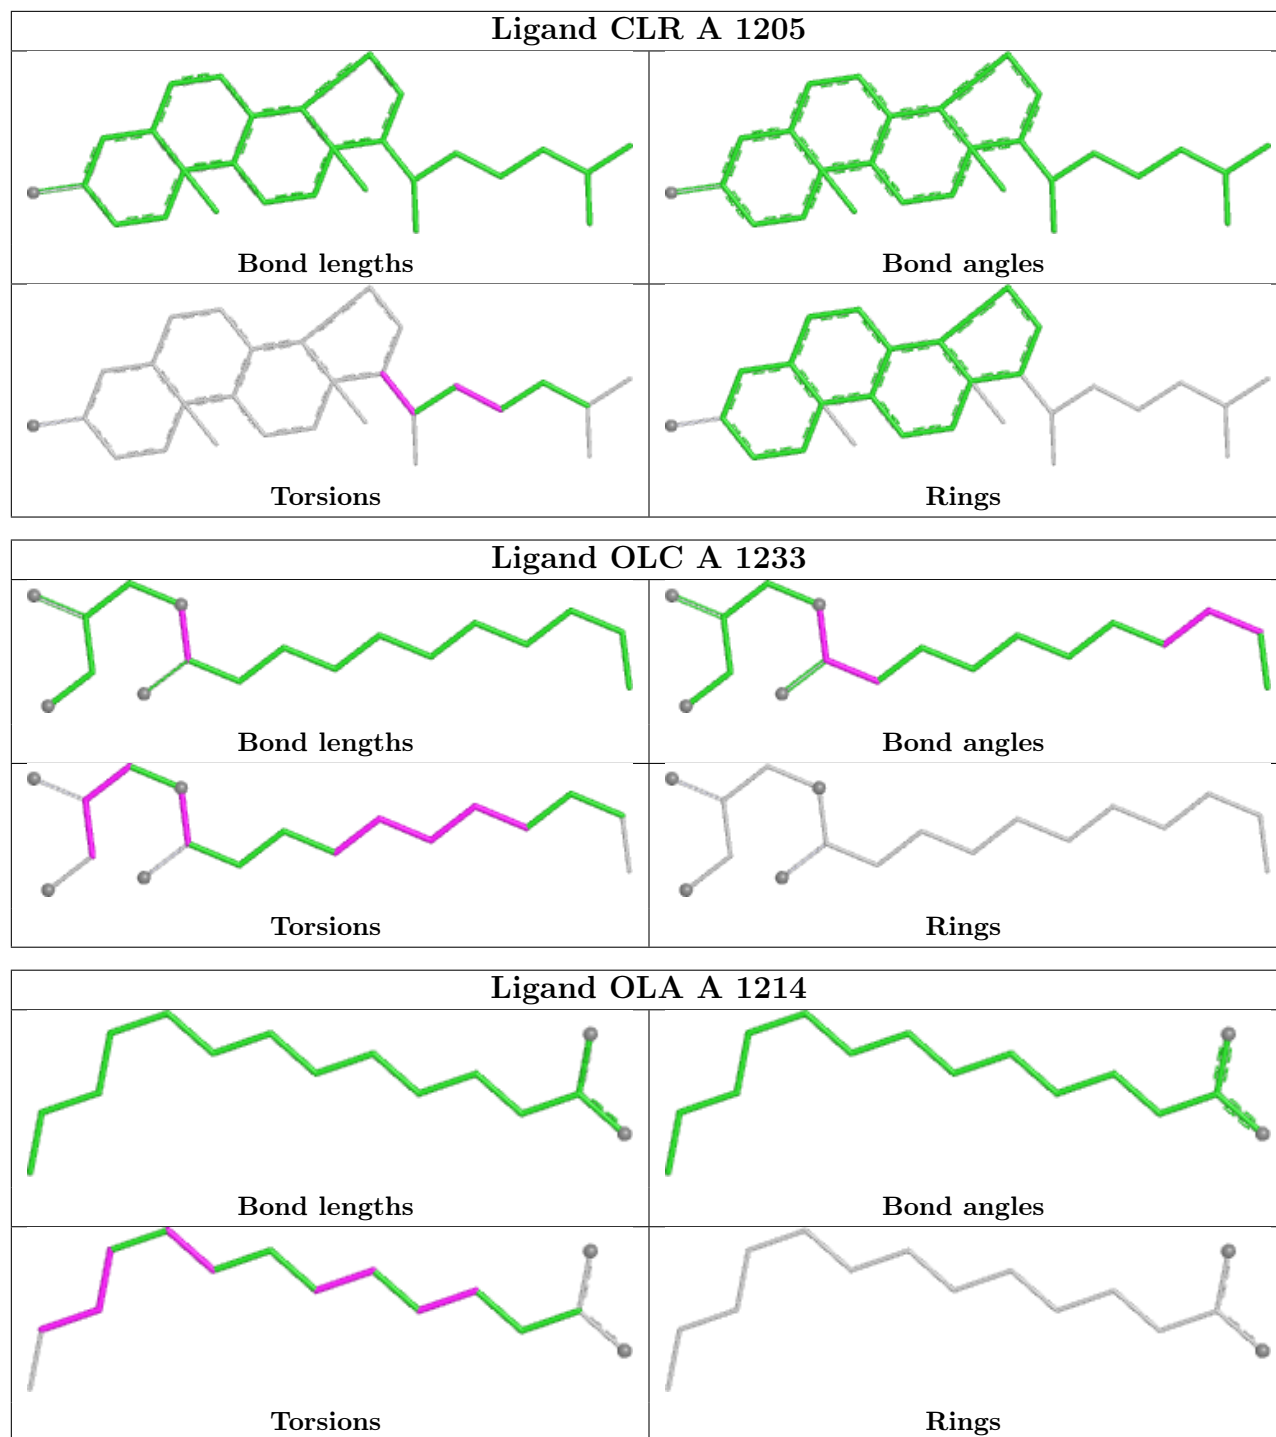 Ligand CLR A 1205
Bond lengths
Bond angles
Torsions
Rings
Ligand OLC A 1233
Bond lengths
Bond angles
Torsions
Rings
Ligand OLA A 1214
Bond lengths
Bond angles
Torsions
Rings